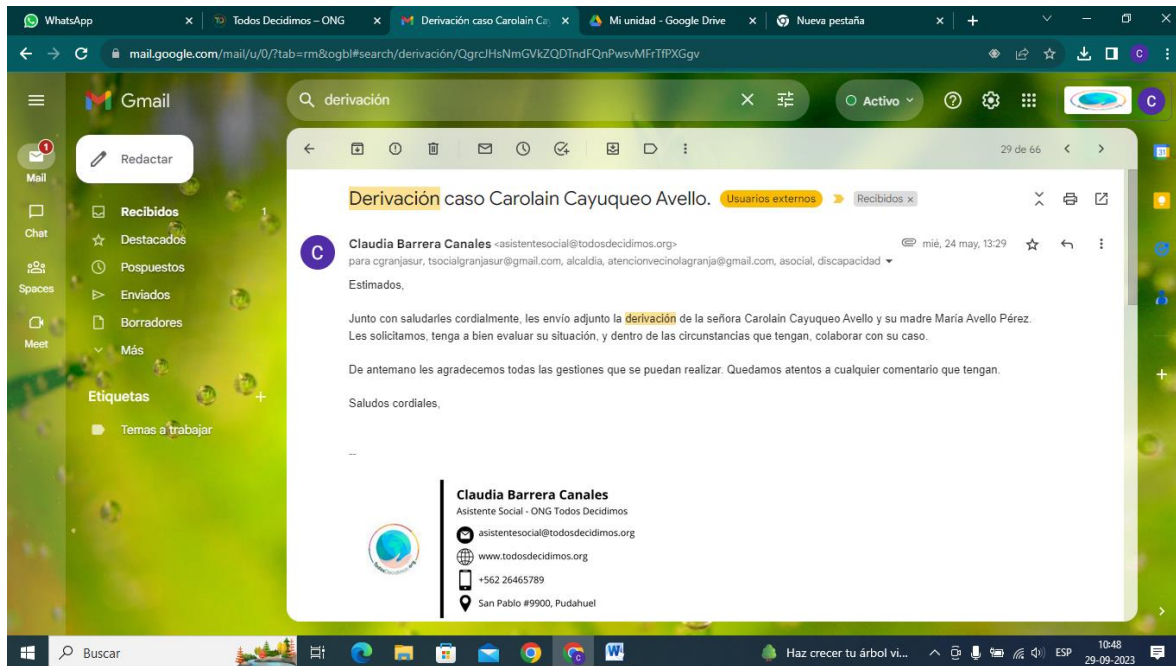 WhatsApp
Todos Decidimos – ONG
Derivación caso Carolain Ca
Mi unidad - Google Drive
Nueva pestaña
mail.google.com/mail/u/0/?tab=rm&ogbl#search/derivación/QgrcJHsNmGVkZQDTndFQnPwsvMFrTfPXGgv
C
Gmail
derivación
Activo
C
1
Mail
Redactar
29 de 66
31
Chat
Spaces
Meet
Recibidos 1
Destacados
Pospuestos
Enviados
Borradores
Más
Etiquetas
Temas a trabajar
Derivación caso Carolain Cayuqueo Avello. Usuarios externos Recibidos x
C
Claudia Barrera Canales <asistentesocial@todosdecidimos.org> mié, 24 may, 13:29
para cgranjasur, tsocialgranjasur@gmail.com, alcaldia, atencionvecinolagranja@gmail.com, asocial, discapacidad
Estimados,
Junto con saludarles cordialmente, les envío adjunto la derivación de la señora Carolain Cayuqueo Avello y su madre María Avello Pérez.
Les solicitamos, tenga a bien evaluar su situación, y dentro de las circunstancias que tengan, colaborar con su caso.
De antemano les agradecemos todas las gestiones que se puedan realizar. Quedamos atentos a cualquier comentario que tengan.
Saludos cordiales,
--
Claudia Barrera Canales
Asistente Social - ONG Todos Decidimos
asistentesocial@todosdecidimos.org
www.todosdecidimos.org
+562 26465789
San Pablo #9900, Pudahuel
Buscar
Haz crecer tu árbol vi...
ESP
10:48
29-09-2023